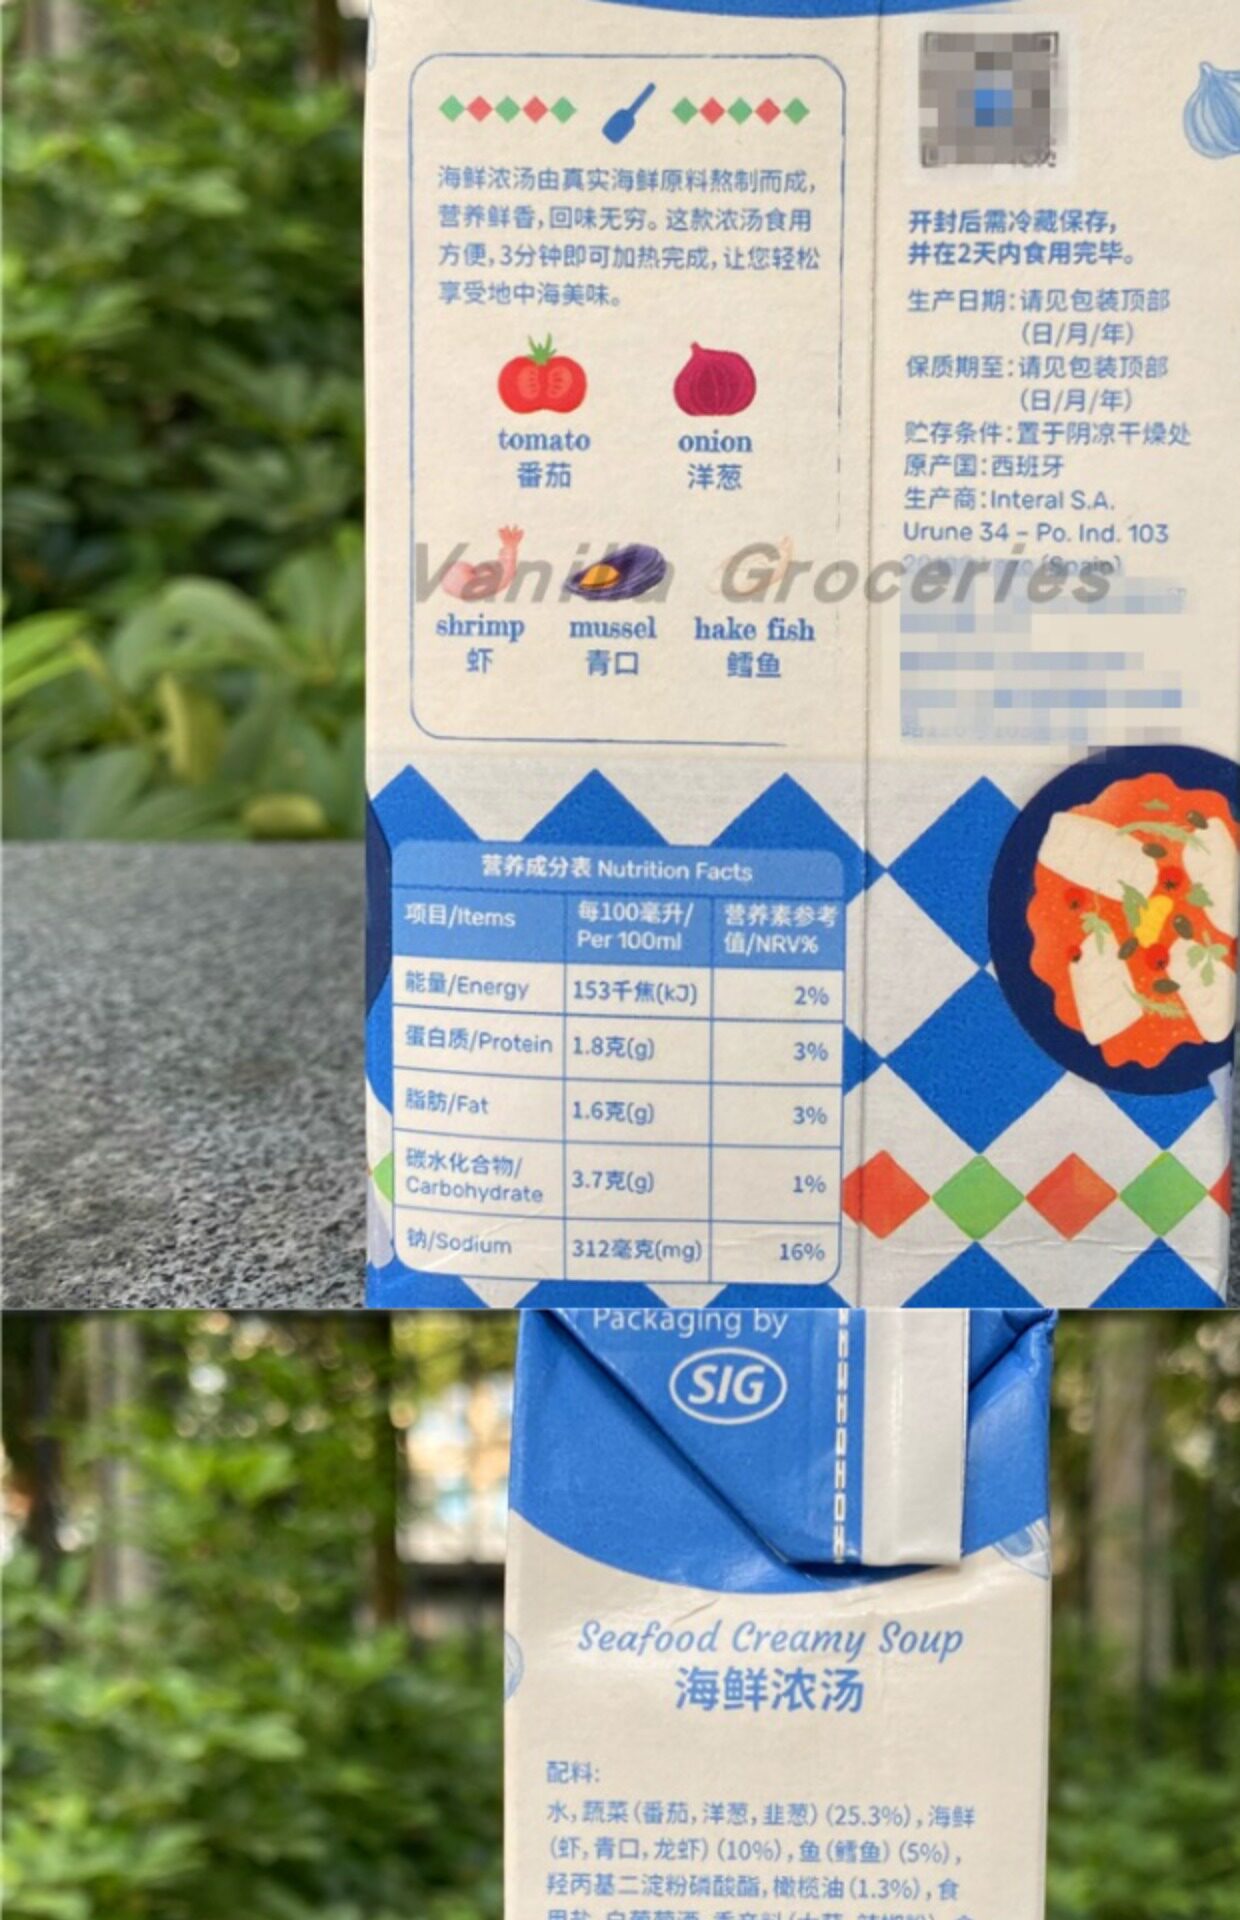 海鲜浓汤由真实海鲜原料熬制而成,
营养鲜香,回味无穷。这款浓汤食用
方便,3分钟即可加热完成,让您轻松
享受地中海美味。
tomato
番茄
onion
洋葱
shrimp
虾
mussel
青口
hake fish
鳕鱼
开封后需冷藏保存,
并在2天内食用完毕。
生产日期:请见包装顶部
(日/月/年)
保质期至:请见包装顶部
(日/月/年)
贮存条件:置于阴凉干燥处
原产国:西班牙
生产商:Interal S.A.
Urune 34 – Po. Ind. 103
(Spain)
Vanilla Groceries
营养成分表 Nutrition Facts
项目/Items 每100毫升/ 营养素参考
Per 100ml 值/NRV%
能量/Energy 153千焦(kJ) 2%
蛋白质/Protein 1.8克(g) 3%
脂肪/Fat 1.6克(g) 3%
碳水化合物/
Carbohydrate 3.7克(g) 1%
钠/Sodium 312毫克(mg) 16%
Packaging by
SIG
Seafood Creamy Soup
海鲜浓汤
配料:
水,蔬菜(番茄,洋葱,韭葱)(25.3%),海鲜
(虾,青口,龙虾)(10%),鱼(鳕鱼)(5%),
羟丙基二淀粉磷酸酯,橄榄油(1.3%),食